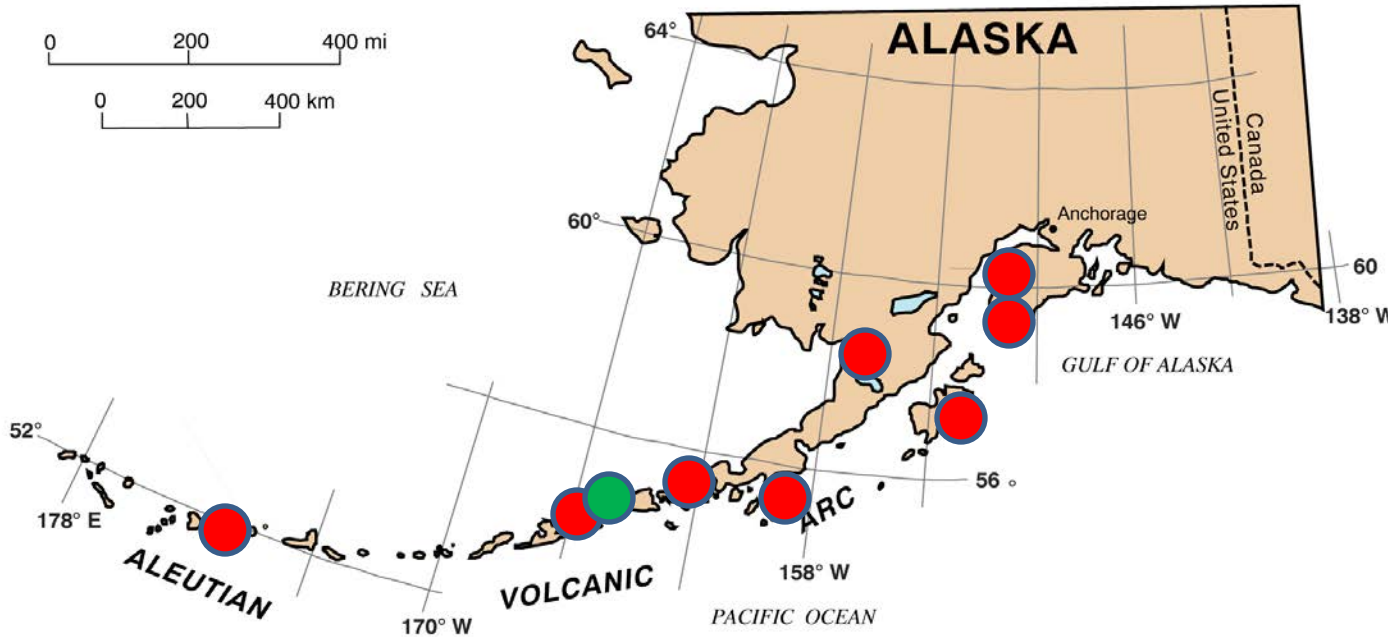 ALASKA
64°
0 200 400 mi
0 200 400 km
Canada
United States
Anchorage
60°
60
BERING SEA
146° W
138° W
GULF OF ALASKA
52°
56 °
178° E
ARC
ALEUTIAN
VOLCANIC
158° W
170° W
PACIFIC OCEAN